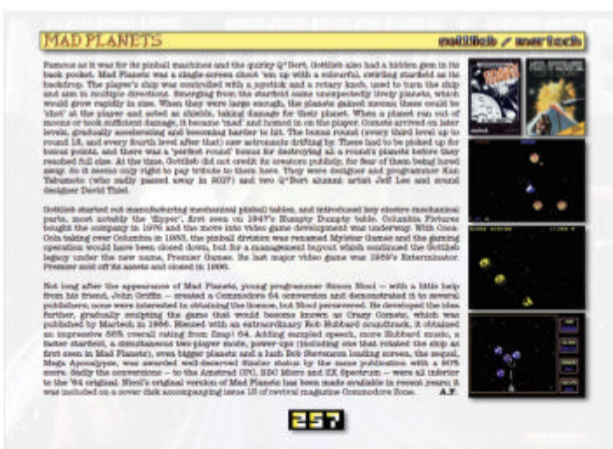 MAD PLANETS
gottlieb / martech
Famous as it was for its pinball machines and the quirky Q*Bert, Gottlieb also had a hidden gem in its
back pocket. Mad Planets was a single-screen shoot 'em up with a colourful, swirling starfield as its
backdrop. The player's ship was controlled with a joystick and a rotary knob, used to turn the ship
and aim in multiple directions. Emerging from the starfield came unexpectedly lively planets, which
would grow rapidly in size. When they were large enough, the planets gained moons; these could be
'shot' at the player and acted as shields, taking damage for their planet. When a planet ran out of
moons or took sufficient damage, it became 'mad' and homed in on the player. Comets arrived on later
levels, gradually accelerating and becoming harder to hit. The bonus round (every third level up to
round 18, and every fourth level after that) saw astronauts drifting by. These had to be picked up for
bonus points, and there was a 'perfect round' bonus for destroying all a round's planets before they
reached full size. At the time, Gottlieb did not credit its creators publicly, for fear of them being lured
away. So it seems only right to pay tribute to them here. They were designer and programmer Kan
Yabumoto (who sadly passed away in 2017) and two Q*Bert alumni: artist Jeff Lee and sound
designer David Thiel.
Gottlieb started out manufacturing mechanical pinball tables, and introduced key electro-mechanical
parts, most notably the 'flipper', first seen on 1947's Humpty Dumpty table. Columbia Pictures
bought the company in 1976 and the move into video game development was underway. With Coca-
Cola taking over Columbia in 1983, the pinball division was renamed Mylstar Games and the gaming
operation would have been closed down, but for a management buyout which continued the Gottlieb
legacy under the new name, Premier Games. Its last major video game was 1989's Exterminator.
Premier sold off its assets and closed in 1996.
Not long after the appearance of Mad Planets, young programmer Simon Nicol – with a little help
from his friend, John Griffin – created a Commodore 64 conversion and demonstrated it to several
publishers; none were interested in obtaining the licence, but Nicol persevered. He developed the idea
further, gradually sculpting the game that would become known as Crazy Comets, which was
published by Martech in 1985. Blessed with an extraordinary Rob Hubbard soundtrack, it obtained
an impressive 88% overall rating from Zzap! 64. Adding sampled speech, more Hubbard music, a
faster starfield, a simultaneous two-player mode, power-ups (including one that rotated the ship as
first seen in Mad Planets), even bigger planets and a lush Bob Stevenson loading screen, the sequel,
Mega Apocalypse, was awarded well-deserved Sizzler status by the same publication with a 90%
score. Sadly the conversions – to the Amstrad CPC, BBC Micro and ZX Spectrum – were all inferior
to the '64 original. Nicol's original version of Mad Planets has been made available in recent years; it
was included on a cover disk accompanying issue 15 of revival magazine Commodore Zone. A.F.
257